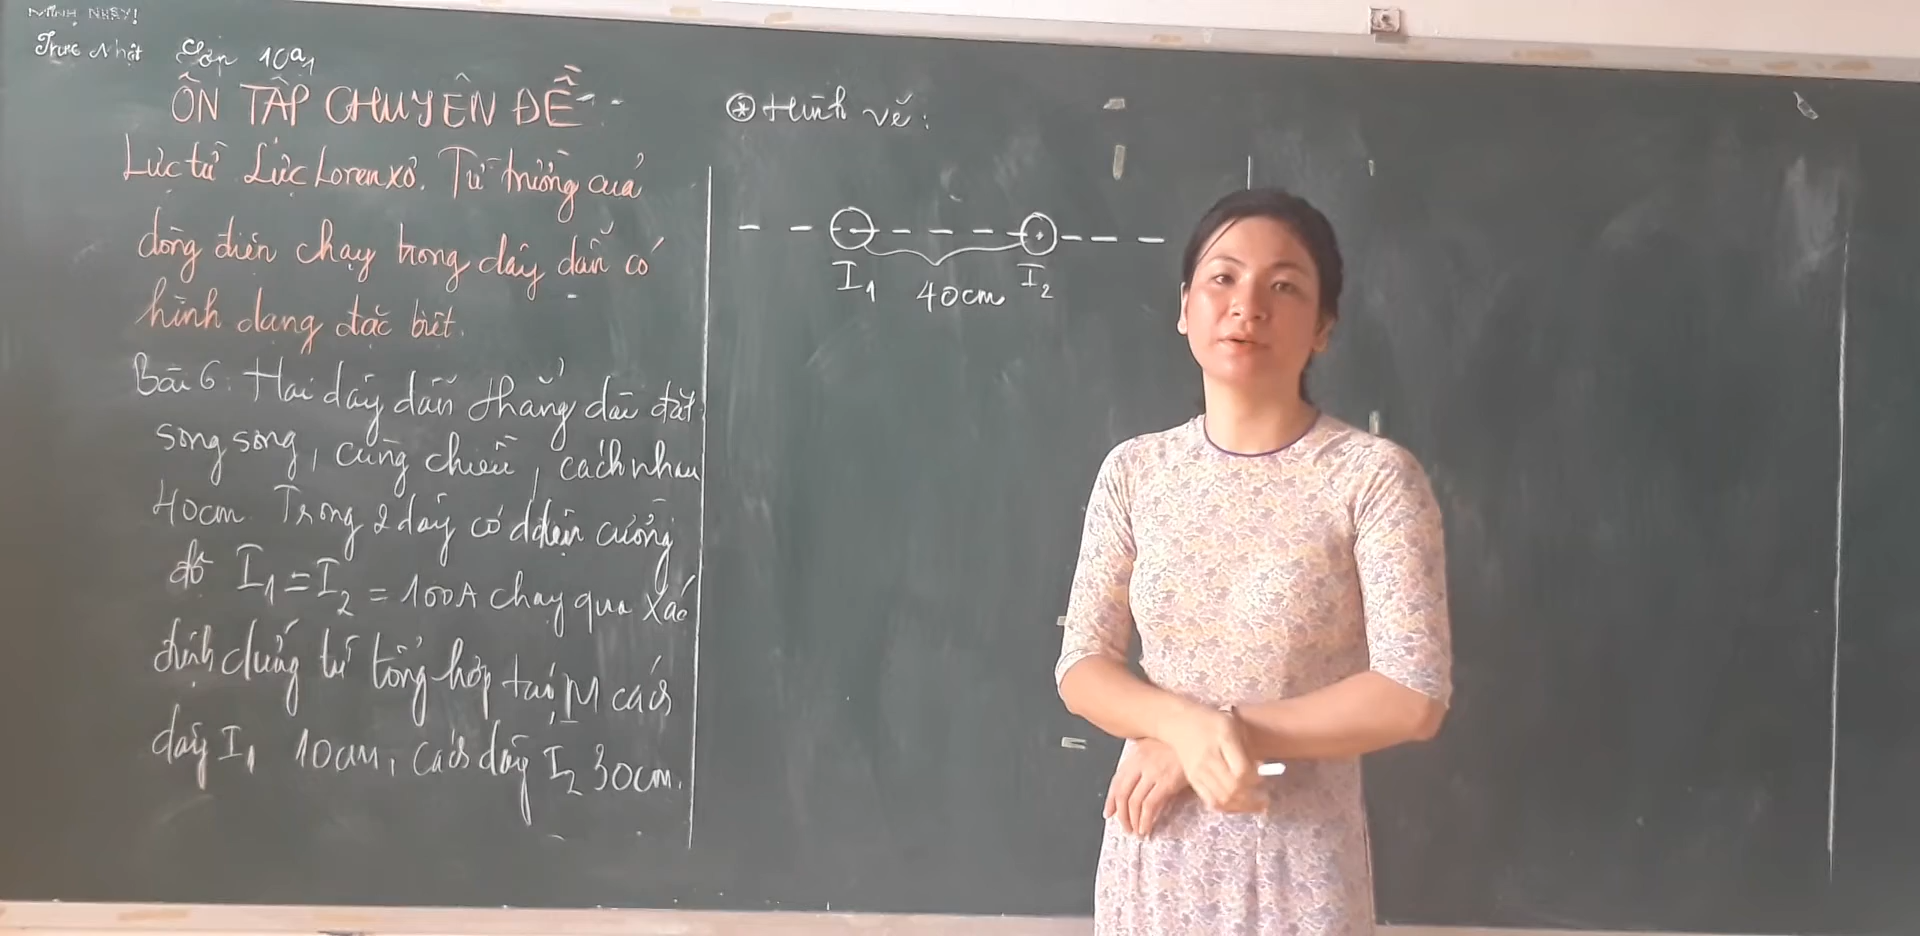 MINH NHẬY!
Trực Nhật Lớp 10a1
ÔN TẬP CHUYÊN ĐỀ
Lực từ Lực Lorenxơ. Từ trường của
dòng điện chạy trong dây dẫn có
hình dạng đặc biệt.
Bài 6: Hai dây dẫn thẳng dài đặt
song song, cùng chiều, cách nhau
40cm. Trong 2 dây có dđiện cường
độ I1 = I2 = 100A chạy qua Xác
định cảm ứng từ tổng hợp tại M cách
dây I1 10cm, cách dây I2 30cm.
Hình vẽ:
I1 40cm I2